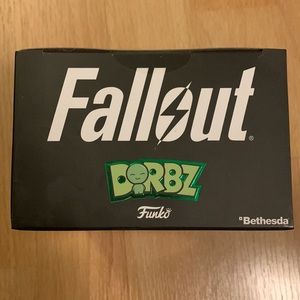 Fallout®
DORBZ
Funko
Bethesda